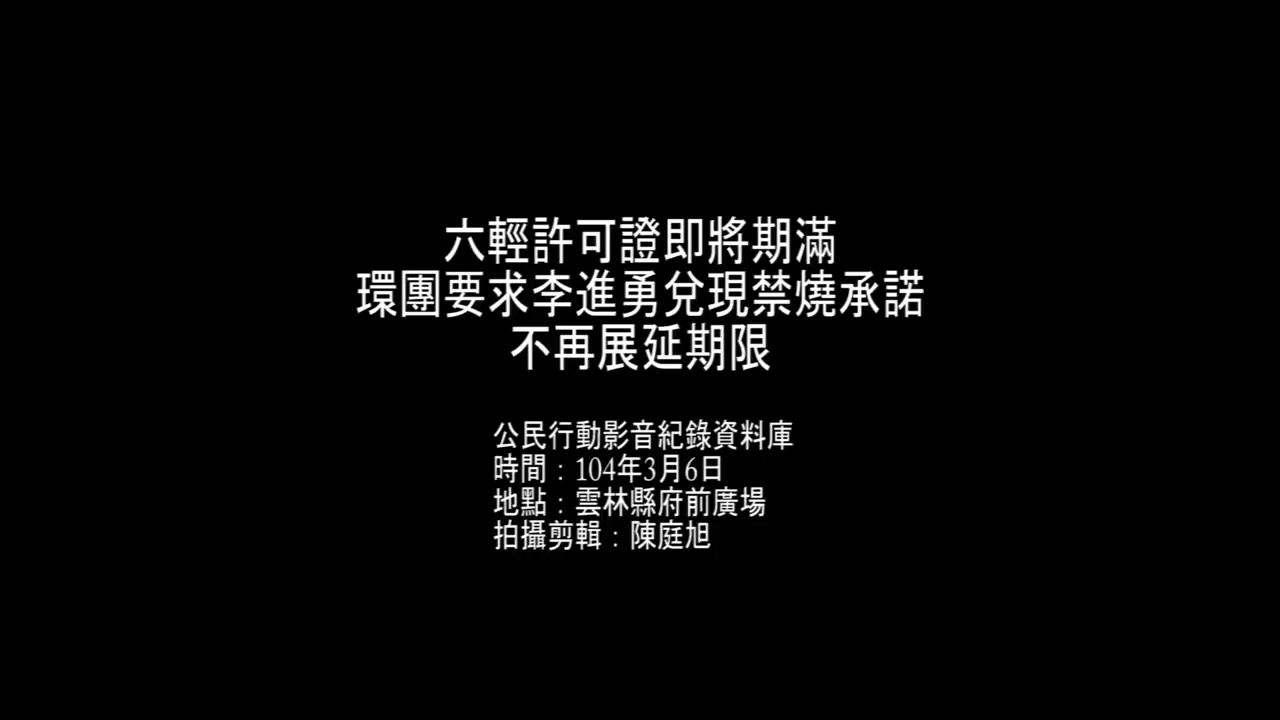 六輕許可證即將期滿
環團要求李進勇兌現禁燒承諾
不再展延期限
公民行動影音紀錄資料庫
時間：104年3月6日
地點：雲林縣府前廣場
拍攝剪輯：陳庭旭